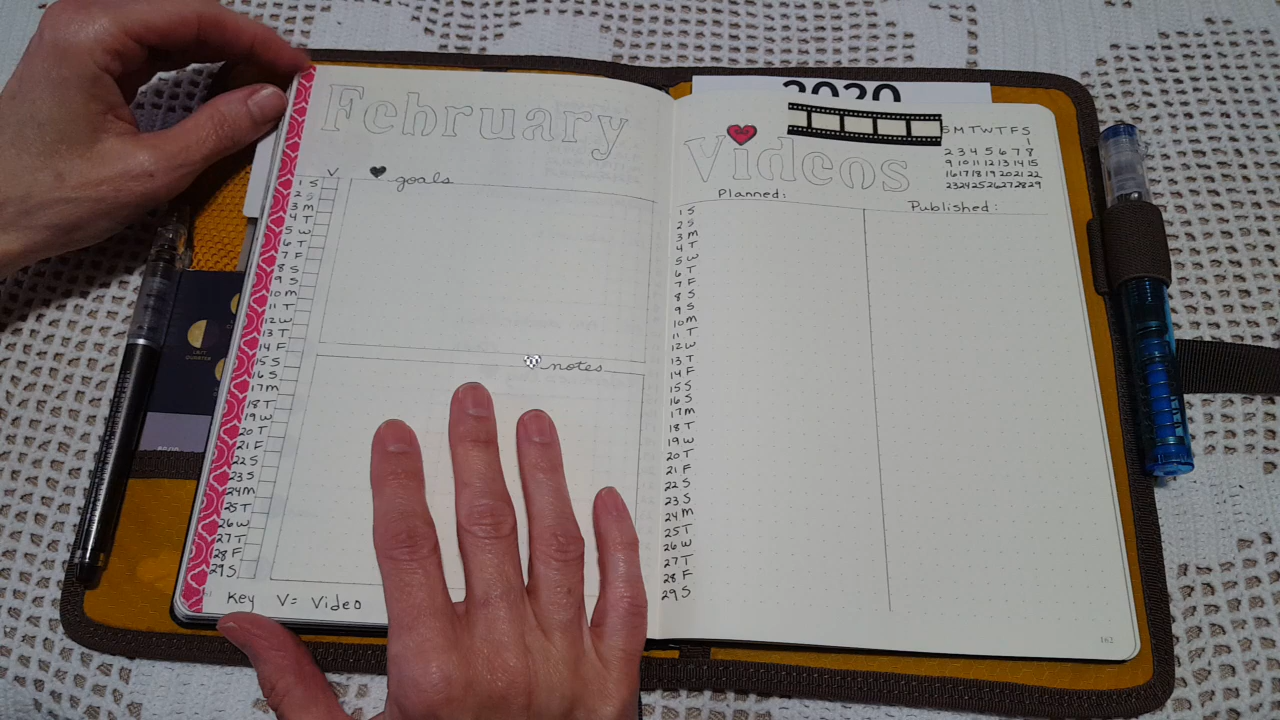 February
V
goals
1 S
2 S
3 M
4 T
5 W
6 T
7 F
8 S
9 S
10 M
11 T
12 W
13 T
14 F
15 S
16 S
17 M
18 T
19 W
20 T
21 F
22 S
23 S
24 M
25 T
26 W
27 T
28 F
29 S
notes
Key V= Video
LAST
QUARTER
2020
Videos
S M T W T F S
1
2 3 4 5 6 7 8
9 10 11 12 13 14 15
16 17 18 19 20 21 22
23 24 25 26 27 28 29
Planned:
Published:
1 S
2 S
3 M
4 T
5 W
6 T
7 F
8 S
9 S
10 M
11 T
12 W
13 T
14 F
15 S
16 S
17 M
18 T
19 W
20 T
21 F
22 S
23 S
24 M
25 T
26 W
27 T
28 F
29 S
162